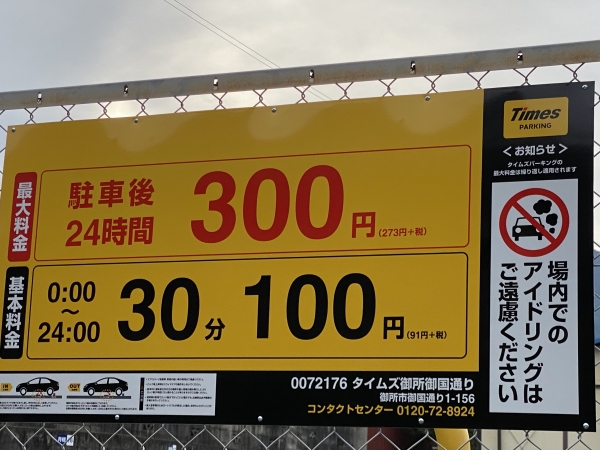 Times
PARKING
＜お知らせ＞
タイムズパーキングの
最大料金は繰り返し適用されます
最大料金
駐車後
24時間
300円
(273円+税)
基本料金
0:00
～
24:00
30分
100円
(91円+税)
場内での
アイドリングは
ご遠慮ください
IN
OUT
0072176 タイムズ御所御国通り
御所市御国通り1-156
コンタクトセンター 0120-72-8924